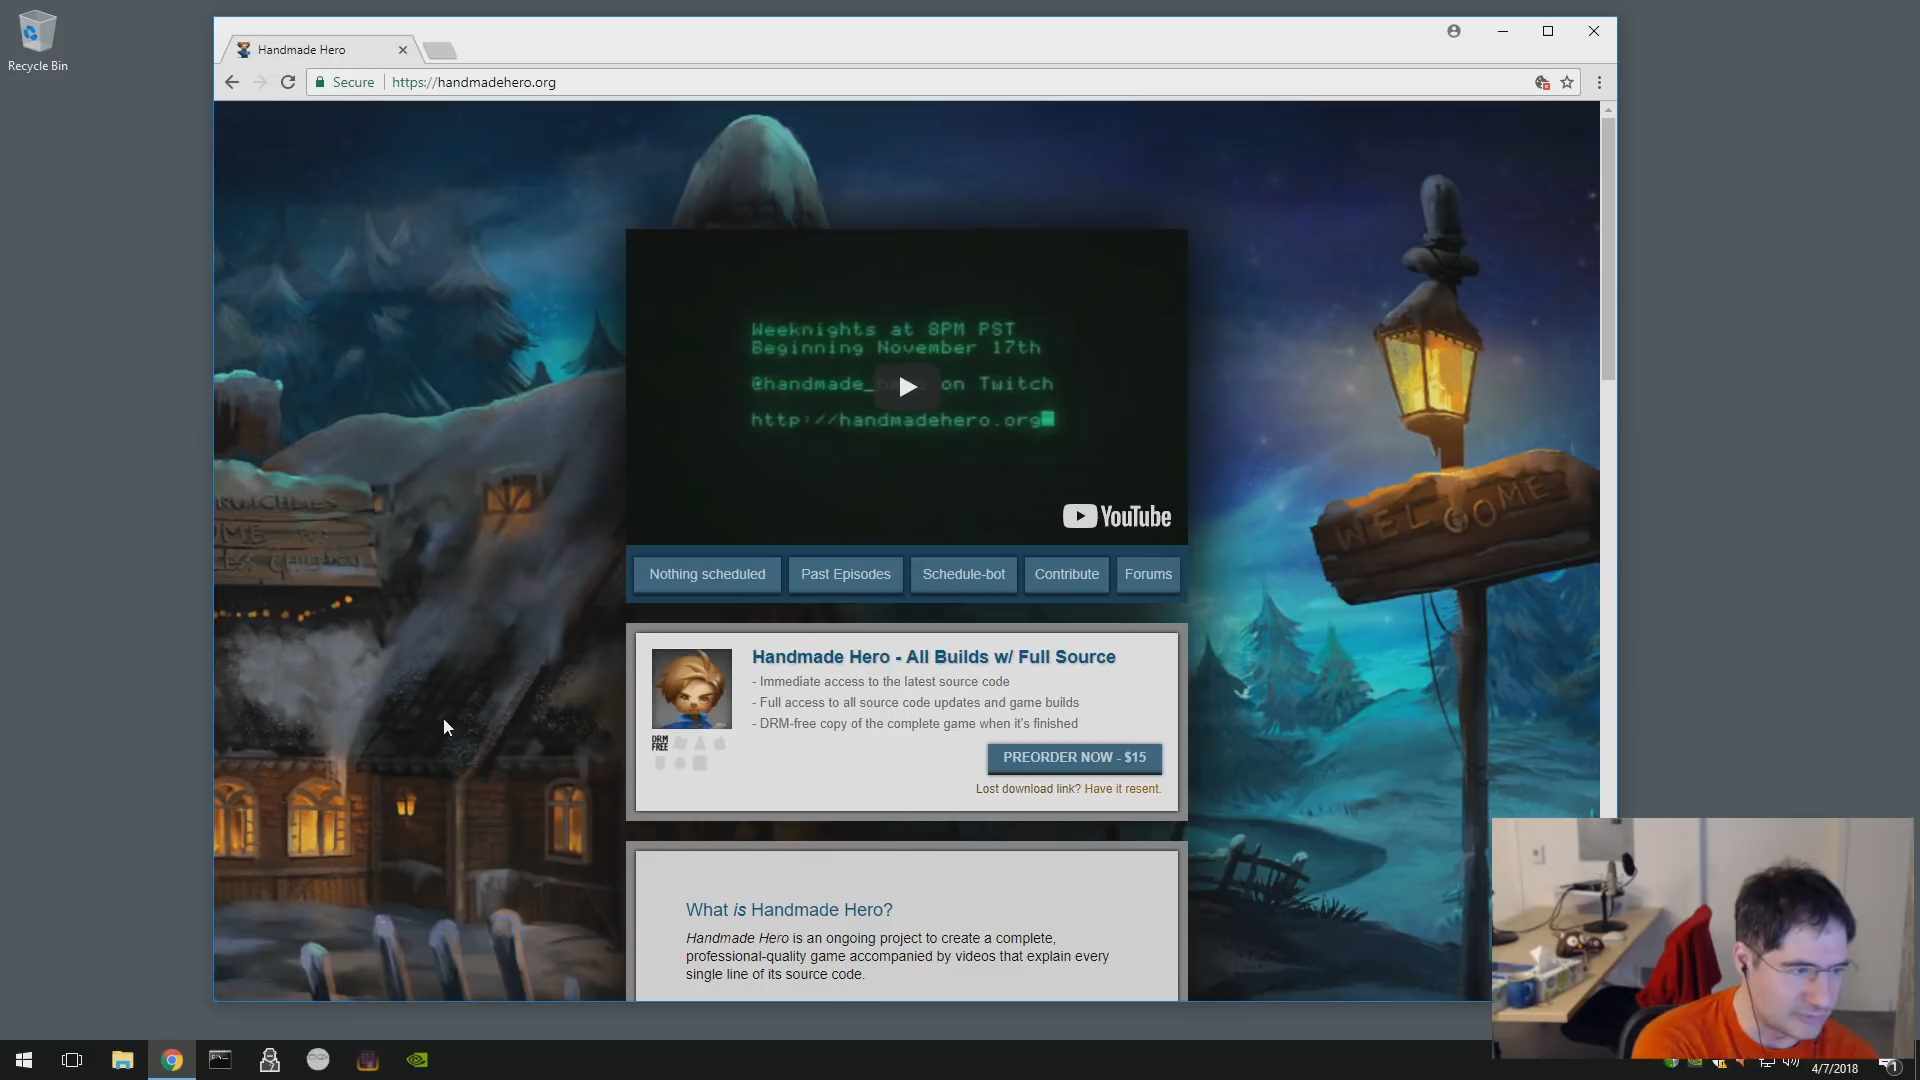 Recycle Bin
Handmade Hero
Secure
https://handmadehero.org
Weeknights at 8PM PST
Beginning November 17th
@handmade_ on Twitch
http://handmadehero.org
YouTube
WELCOME
Nothing scheduled
Past Episodes
Schedule-bot
Contribute
Forums
Handmade Hero - All Builds w/ Full Source
- Immediate access to the latest source code
- Full access to all source code updates and game builds
- DRM-free copy of the complete game when it's finished
DRM
FREE
PREORDER NOW - $15
Lost download link? Have it resent.
What is Handmade Hero?
Handmade Hero is an ongoing project to create a complete,
professional-quality game accompanied by videos that explain every
single line of its source code.
4/7/2018
1